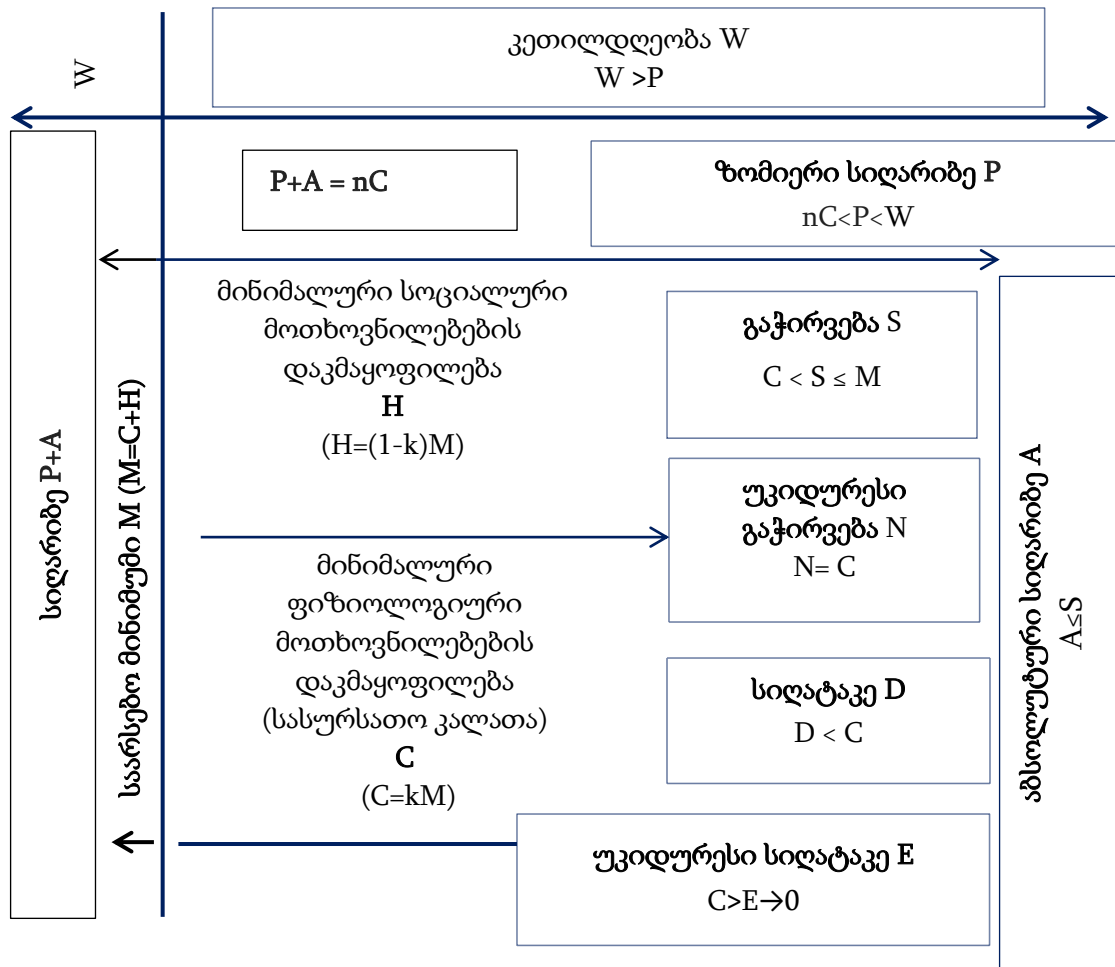 W
კეთილდღეობა W
W >P
P+A = nC
ზომიერი სიღარიბე P
nC<P<W
სიღარიბე P+A
საარსებო მინიმუმი M (M=C+H)
მინიმალური სოციალური
მოთხოვნილებების
დაკმაყოფილება
H
(H=(1-k)M)
გაჭირვება S
C < S ≤ M
უკიდურესი
გაჭირვება N
N= C
მინიმალური
ფიზიოლოგიური
მოთხოვნილებების
დაკმაყოფილება
(სასურსათო კალათა)
C
(C=kM)
სიღატაკე D
D < C
უკიდურესი სიღატაკე E
C>E→0
აბსოლუტური სიღარიბე A
A≤S